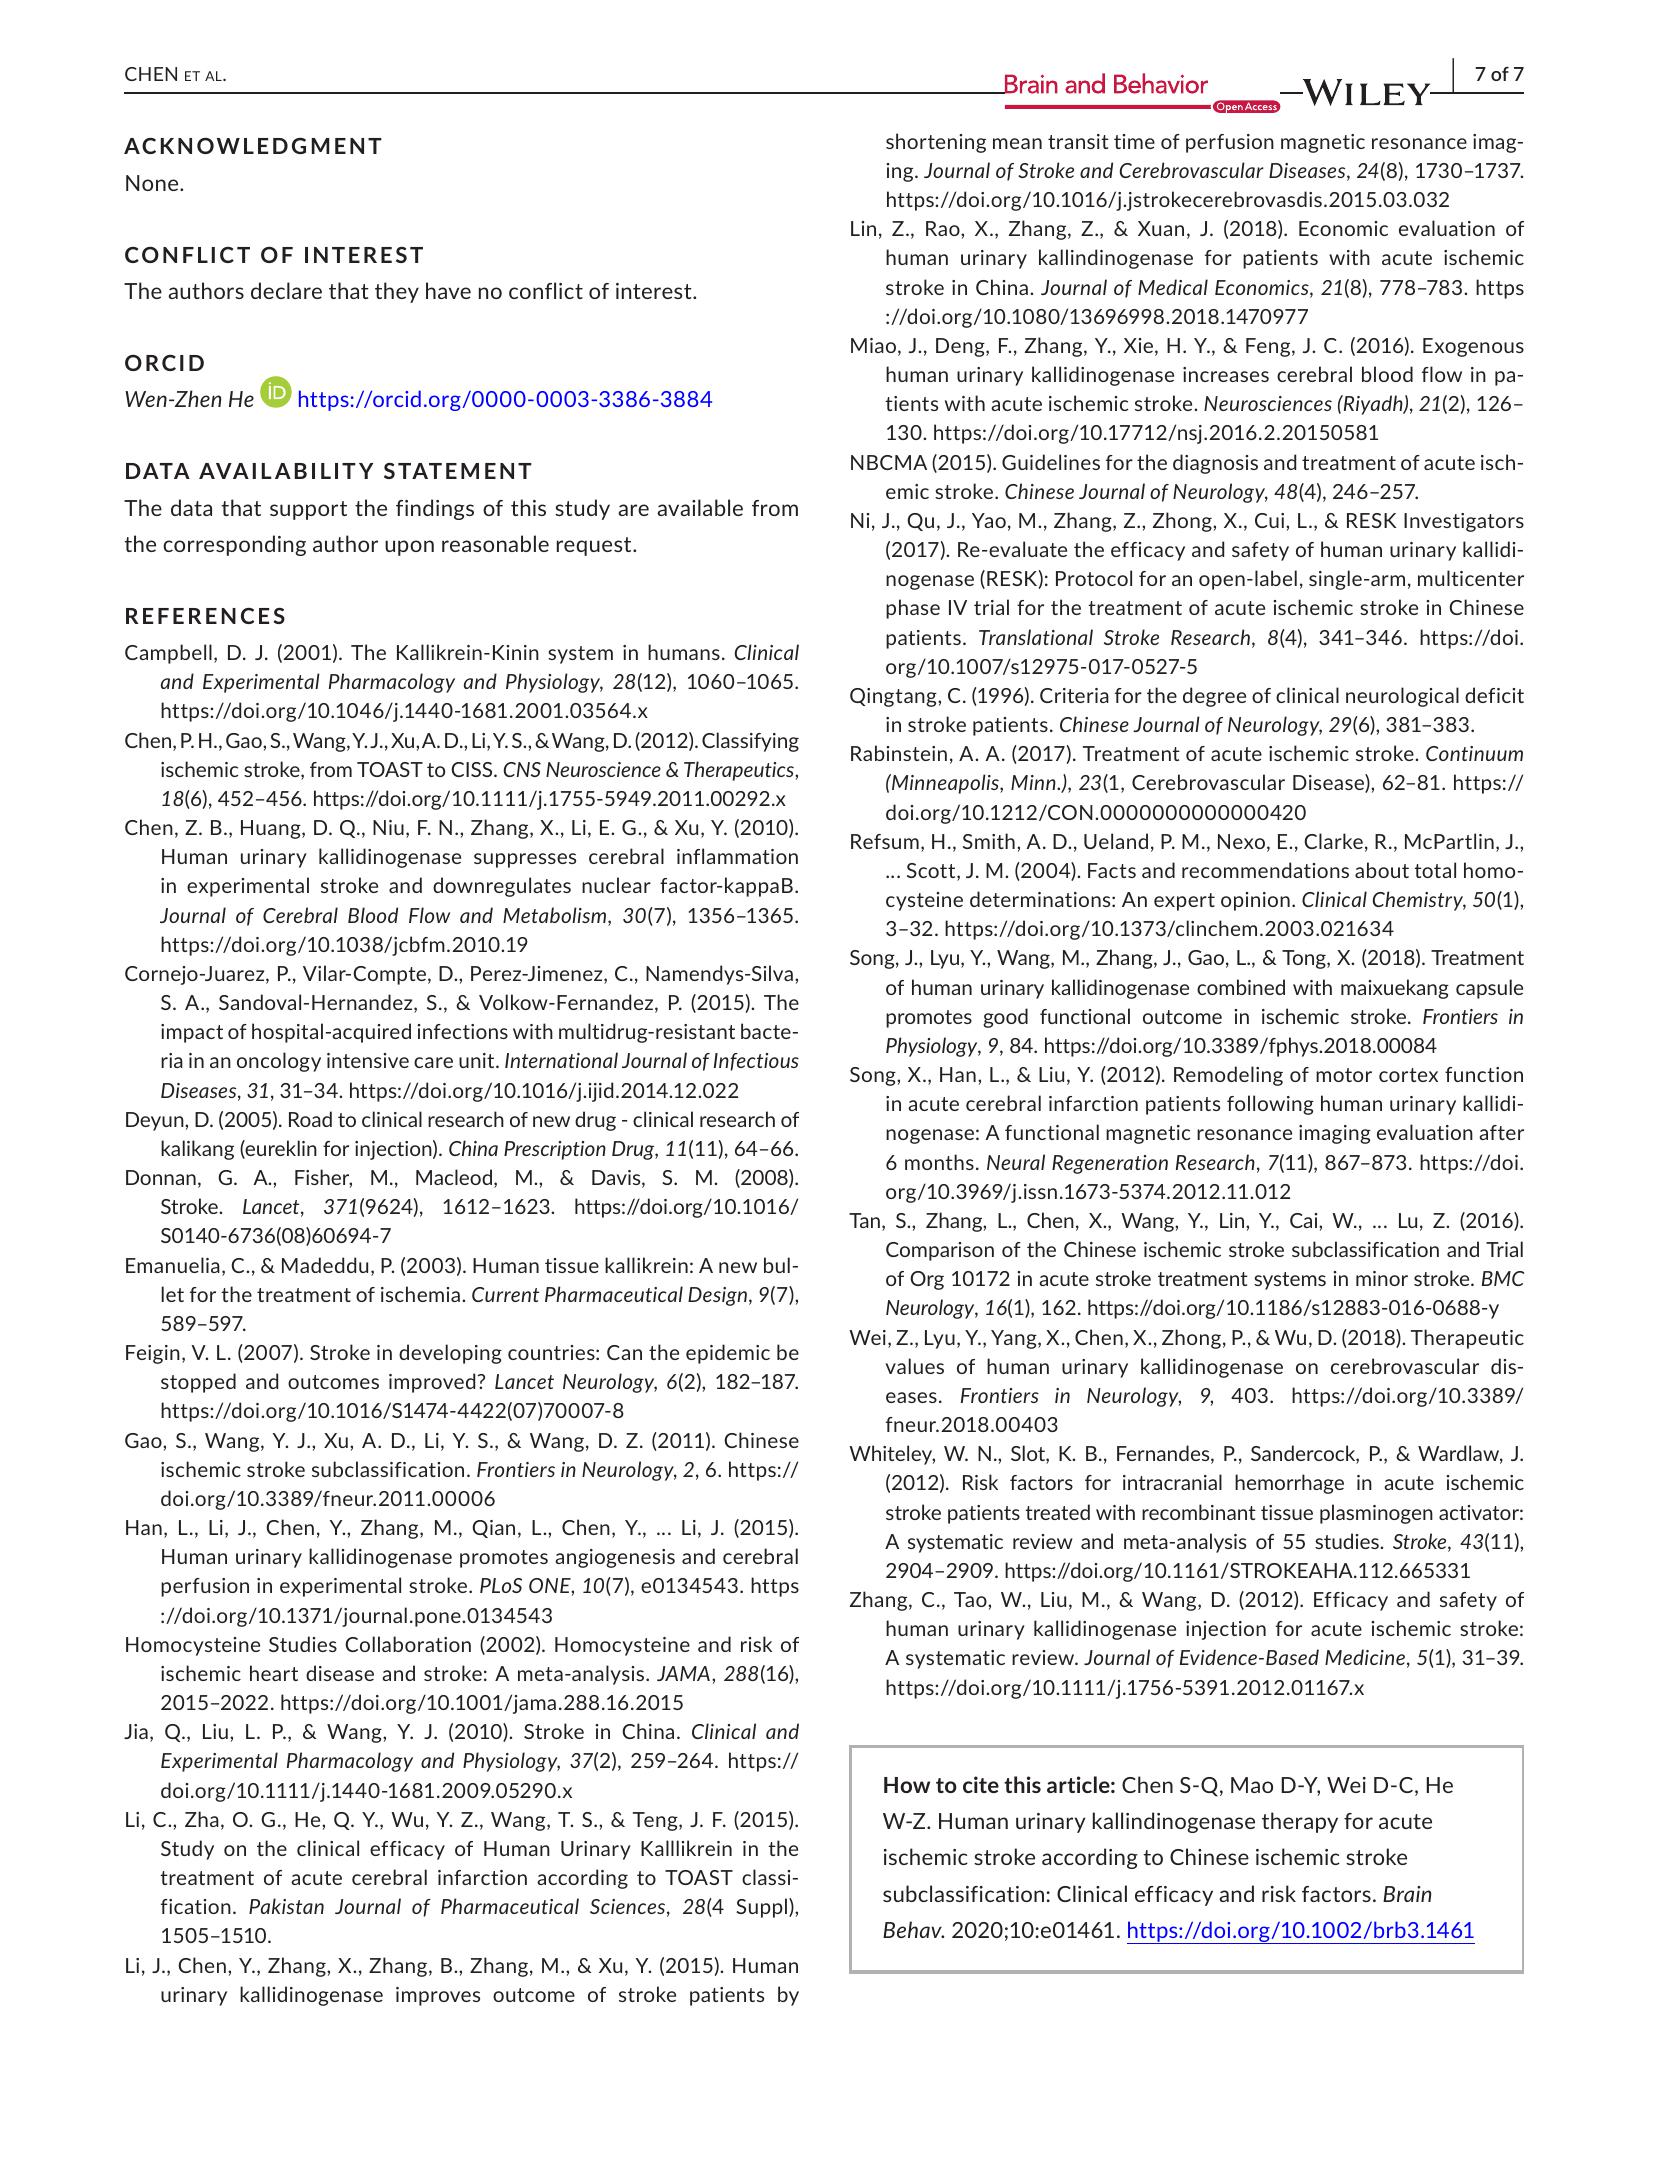 CHEN ET AL.
Brain and Behavior
Open Access
WILEY
7 of 7
ACKNOWLEDGMENT
None.
CONFLICT OF INTEREST
The authors declare that they have no conflict of interest.
ORCID
Wen-Zhen He iD https://orcid.org/0000-0003-3386-3884
DATA AVAILABILITY STATEMENT
The data that support the findings of this study are available from
the corresponding author upon reasonable request.
REFERENCES
Campbell, D. J. (2001). The Kallikrein-Kinin system in humans. Clinical
and Experimental Pharmacology and Physiology, 28(12), 1060–1065.
https://doi.org/10.1046/j.1440-1681.2001.03564.x
Chen, P. H., Gao, S., Wang, Y. J., Xu, A. D., Li, Y. S., & Wang, D. (2012). Classifying
ischemic stroke, from TOAST to CISS. CNS Neuroscience & Therapeutics,
18(6), 452–456. https://doi.org/10.1111/j.1755-5949.2011.00292.x
Chen, Z. B., Huang, D. Q., Niu, F. N., Zhang, X., Li, E. G., & Xu, Y. (2010).
Human urinary kallidinogenase suppresses cerebral inflammation
in experimental stroke and downregulates nuclear factor-kappaB.
Journal of Cerebral Blood Flow and Metabolism, 30(7), 1356–1365.
https://doi.org/10.1038/jcbfm.2010.19
Cornejo-Juarez, P., Vilar-Compte, D., Perez-Jimenez, C., Namendys-Silva,
S. A., Sandoval-Hernandez, S., & Volkow-Fernandez, P. (2015). The
impact of hospital-acquired infections with multidrug-resistant bacte-
ria in an oncology intensive care unit. International Journal of Infectious
Diseases, 31, 31–34. https://doi.org/10.1016/j.ijid.2014.12.022
Deyun, D. (2005). Road to clinical research of new drug - clinical research of
kalikang (eureklin for injection). China Prescription Drug, 11(11), 64–66.
Donnan, G. A., Fisher, M., Macleod, M., & Davis, S. M. (2008).
Stroke. Lancet, 371(9624), 1612–1623. https://doi.org/10.1016/
S0140-6736(08)60694-7
Emanuelia, C., & Madeddu, P. (2003). Human tissue kallikrein: A new bul-
let for the treatment of ischemia. Current Pharmaceutical Design, 9(7),
589–597.
Feigin, V. L. (2007). Stroke in developing countries: Can the epidemic be
stopped and outcomes improved? Lancet Neurology, 6(2), 182–187.
https://doi.org/10.1016/S1474-4422(07)70007-8
Gao, S., Wang, Y. J., Xu, A. D., Li, Y. S., & Wang, D. Z. (2011). Chinese
ischemic stroke subclassification. Frontiers in Neurology, 2, 6. https://
doi.org/10.3389/fneur.2011.00006
Han, L., Li, J., Chen, Y., Zhang, M., Qian, L., Chen, Y., ... Li, J. (2015).
Human urinary kallidinogenase promotes angiogenesis and cerebral
perfusion in experimental stroke. PLoS ONE, 10(7), e0134543. https
://doi.org/10.1371/journal.pone.0134543
Homocysteine Studies Collaboration (2002). Homocysteine and risk of
ischemic heart disease and stroke: A meta-analysis. JAMA, 288(16),
2015–2022. https://doi.org/10.1001/jama.288.16.2015
Jia, Q., Liu, L. P., & Wang, Y. J. (2010). Stroke in China. Clinical and
Experimental Pharmacology and Physiology, 37(2), 259–264. https://
doi.org/10.1111/j.1440-1681.2009.05290.x
Li, C., Zha, O. G., He, Q. Y., Wu, Y. Z., Wang, T. S., & Teng, J. F. (2015).
Study on the clinical efficacy of Human Urinary Kalllikrein in the
treatment of acute cerebral infarction according to TOAST classi-
fication. Pakistan Journal of Pharmaceutical Sciences, 28(4 Suppl),
1505–1510.
Li, J., Chen, Y., Zhang, X., Zhang, B., Zhang, M., & Xu, Y. (2015). Human
urinary kallidinogenase improves outcome of stroke patients by
shortening mean transit time of perfusion magnetic resonance imag-
ing. Journal of Stroke and Cerebrovascular Diseases, 24(8), 1730–1737.
https://doi.org/10.1016/j.jstrokecerebrovasdis.2015.03.032
Lin, Z., Rao, X., Zhang, Z., & Xuan, J. (2018). Economic evaluation of
human urinary kallindinogenase for patients with acute ischemic
stroke in China. Journal of Medical Economics, 21(8), 778–783. https
://doi.org/10.1080/13696998.2018.1470977
Miao, J., Deng, F., Zhang, Y., Xie, H. Y., & Feng, J. C. (2016). Exogenous
human urinary kallidinogenase increases cerebral blood flow in pa-
tients with acute ischemic stroke. Neurosciences (Riyadh), 21(2), 126–
130. https://doi.org/10.17712/nsj.2016.2.20150581
NBCMA (2015). Guidelines for the diagnosis and treatment of acute isch-
emic stroke. Chinese Journal of Neurology, 48(4), 246–257.
Ni, J., Qu, J., Yao, M., Zhang, Z., Zhong, X., Cui, L., & RESK Investigators
(2017). Re-evaluate the efficacy and safety of human urinary kallidi-
nogenase (RESK): Protocol for an open-label, single-arm, multicenter
phase IV trial for the treatment of acute ischemic stroke in Chinese
patients. Translational Stroke Research, 8(4), 341–346. https://doi.
org/10.1007/s12975-017-0527-5
Qingtang, C. (1996). Criteria for the degree of clinical neurological deficit
in stroke patients. Chinese Journal of Neurology, 29(6), 381–383.
Rabinstein, A. A. (2017). Treatment of acute ischemic stroke. Continuum
(Minneapolis, Minn.), 23(1, Cerebrovascular Disease), 62–81. https://
doi.org/10.1212/CON.0000000000000420
Refsum, H., Smith, A. D., Ueland, P. M., Nexo, E., Clarke, R., McPartlin, J.,
... Scott, J. M. (2004). Facts and recommendations about total homo-
cysteine determinations: An expert opinion. Clinical Chemistry, 50(1),
3–32. https://doi.org/10.1373/clinchem.2003.021634
Song, J., Lyu, Y., Wang, M., Zhang, J., Gao, L., & Tong, X. (2018). Treatment
of human urinary kallidinogenase combined with maixuekang capsule
promotes good functional outcome in ischemic stroke. Frontiers in
Physiology, 9, 84. https://doi.org/10.3389/fphys.2018.00084
Song, X., Han, L., & Liu, Y. (2012). Remodeling of motor cortex function
in acute cerebral infarction patients following human urinary kallidi-
nogenase: A functional magnetic resonance imaging evaluation after
6 months. Neural Regeneration Research, 7(11), 867–873. https://doi.
org/10.3969/j.issn.1673-5374.2012.11.012
Tan, S., Zhang, L., Chen, X., Wang, Y., Lin, Y., Cai, W., ... Lu, Z. (2016).
Comparison of the Chinese ischemic stroke subclassification and Trial
of Org 10172 in acute stroke treatment systems in minor stroke. BMC
Neurology, 16(1), 162. https://doi.org/10.1186/s12883-016-0688-y
Wei, Z., Lyu, Y., Yang, X., Chen, X., Zhong, P., & Wu, D. (2018). Therapeutic
values of human urinary kallidinogenase on cerebrovascular dis-
eases. Frontiers in Neurology, 9, 403. https://doi.org/10.3389/
fneur.2018.00403
Whiteley, W. N., Slot, K. B., Fernandes, P., Sandercock, P., & Wardlaw, J.
(2012). Risk factors for intracranial hemorrhage in acute ischemic
stroke patients treated with recombinant tissue plasminogen activator:
A systematic review and meta-analysis of 55 studies. Stroke, 43(11),
2904–2909. https://doi.org/10.1161/STROKEAHA.112.665331
Zhang, C., Tao, W., Liu, M., & Wang, D. (2012). Efficacy and safety of
human urinary kallidinogenase injection for acute ischemic stroke:
A systematic review. Journal of Evidence-Based Medicine, 5(1), 31–39.
https://doi.org/10.1111/j.1756-5391.2012.01167.x
How to cite this article: Chen S-Q, Mao D-Y, Wei D-C, He
W-Z. Human urinary kallindinogenase therapy for acute
ischemic stroke according to Chinese ischemic stroke
subclassification: Clinical efficacy and risk factors. Brain
Behav. 2020;10:e01461. https://doi.org/10.1002/brb3.1461